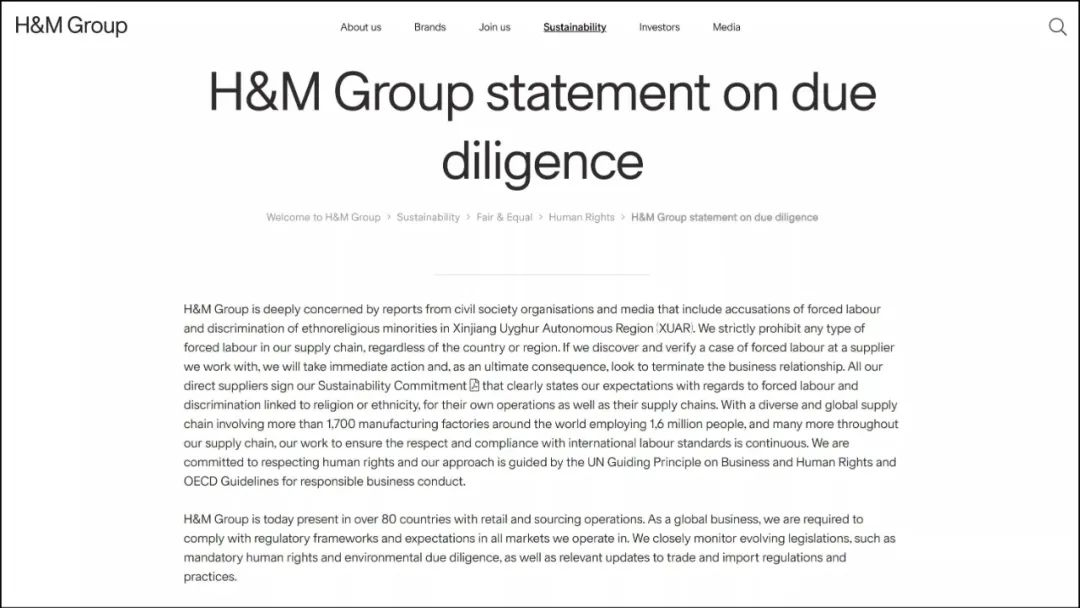 H&M Group
About us Brands Join us Sustainability Investors Media
H&M Group statement on due
diligence
Welcome to H&M Group > Sustainability > Fair & Equal > Human Rights > H&M Group statement on due diligence
H&M Group is deeply concerned by reports from civil society organisations and media that include accusations of forced labour
and discrimination of ethnoreligious minorities in Xinjiang Uyghur Autonomous Region (XUAR). We strictly prohibit any type of
forced labour in our supply chain, regardless of the country or region. If we discover and verify a case of forced labour at a supplier
we work with, we will take immediate action and, as an ultimate consequence, look to terminate the business relationship. All our
direct suppliers sign our Sustainability Commitment that clearly states our expectations with regards to forced labour and
discrimination linked to religion or ethnicity, for their own operations as well as their supply chains. With a diverse and global supply
chain involving more than 1,700 manufacturing factories around the world employing 1.6 million people, and many more throughout
our supply chain, our work to ensure the respect and compliance with international labour standards is continuous. We are
committed to respecting human rights and our approach is guided by the UN Guiding Principle on Business and Human Rights and
OECD Guidelines for responsible business conduct.
H&M Group is today present in over 80 countries with retail and sourcing operations. As a global business, we are required to
comply with regulatory frameworks and expectations in all markets we operate in. We closely monitor evolving legislations, such as
mandatory human rights and environmental due diligence, as well as relevant updates to trade and import regulations and
practices.